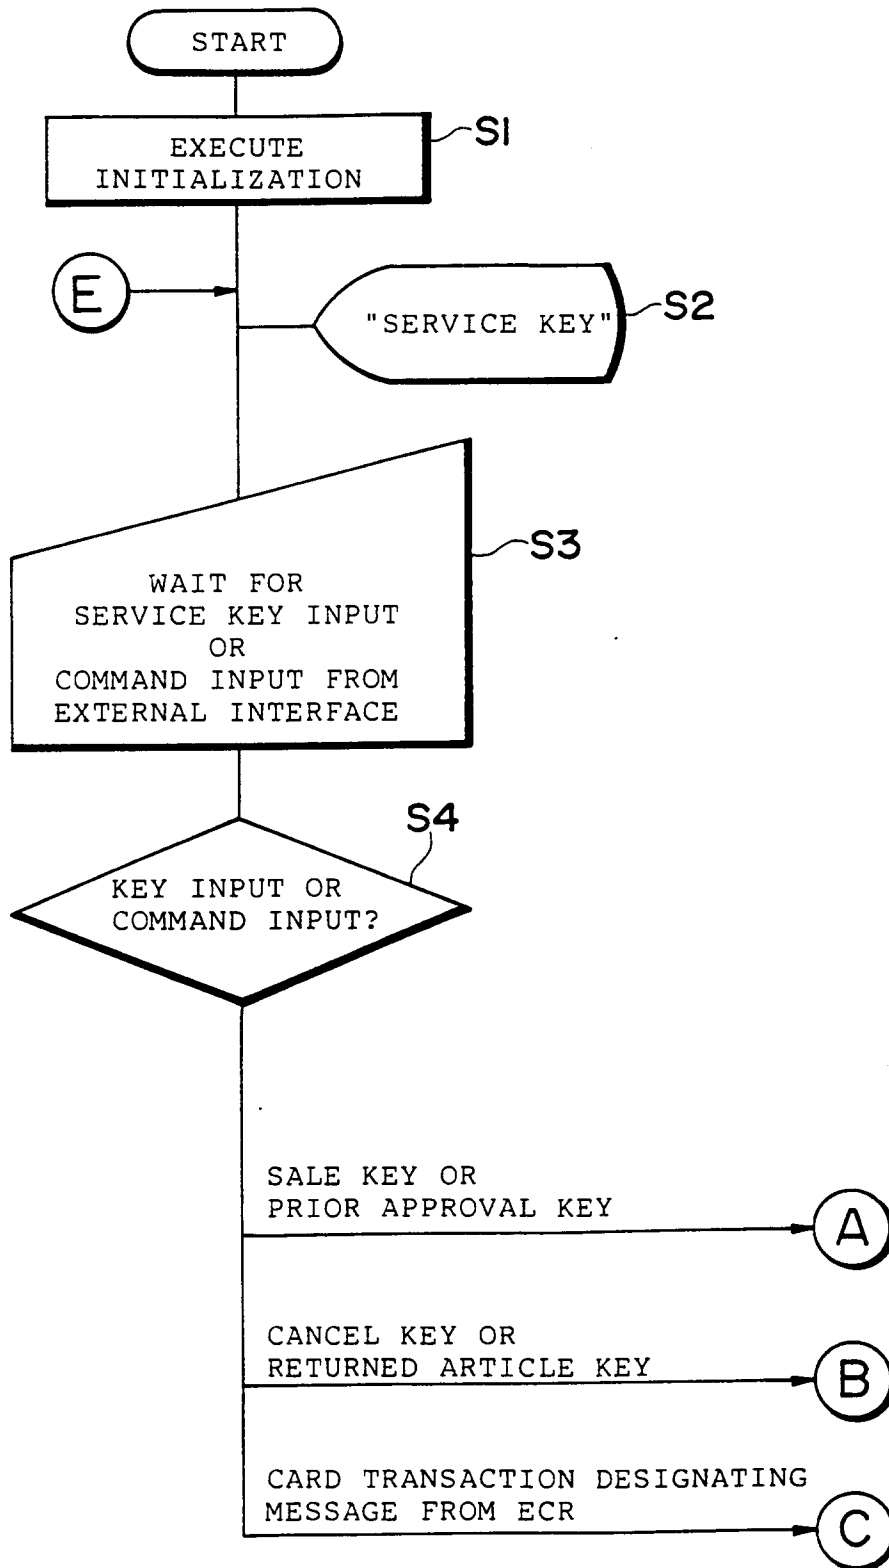 START
EXECUTE
INITIALIZATION
S1
E
"SERVICE KEY"
S2
WAIT FOR
SERVICE KEY INPUT
OR
COMMAND INPUT FROM
EXTERNAL INTERFACE
S3
S4
KEY INPUT OR
COMMAND INPUT?
SALE KEY OR
PRIOR APPROVAL KEY
A
CANCEL KEY OR
RETURNED ARTICLE KEY
B
CARD TRANSACTION DESIGNATING
MESSAGE FROM ECR
C